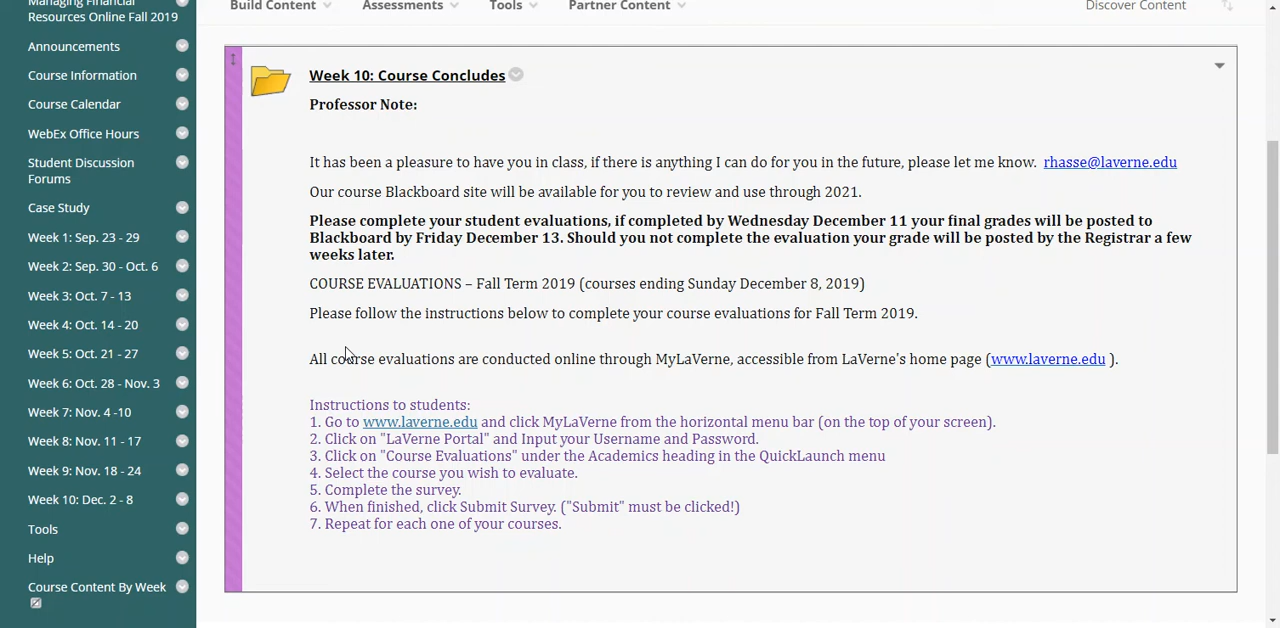 Managing Financial
Resources Online Fall 2019
Announcements
Course Information
Course Calendar
WebEx Office Hours
Student Discussion
Forums
Case Study
Week 1: Sep. 23 - 29
Week 2: Sep. 30 - Oct. 6
Week 3: Oct. 7 - 13
Week 4: Oct. 14 - 20
Week 5: Oct. 21 - 27
Week 6: Oct. 28 - Nov. 3
Week 7: Nov. 4 -10
Week 8: Nov. 11 - 17
Week 9: Nov. 18 - 24
Week 10: Dec. 2 - 8
Tools
Help
Course Content By Week
Build Content
Assessments
Tools
Partner Content
Discover Content
Week 10: Course Concludes
Professor Note:
It has been a pleasure to have you in class, if there is anything I can do for you in the future, please let me know. rhasse@laverne.edu
Our course Blackboard site will be available for you to review and use through 2021.
Please complete your student evaluations, if completed by Wednesday December 11 your final grades will be posted to
Blackboard by Friday December 13. Should you not complete the evaluation your grade will be posted by the Registrar a few
weeks later.
COURSE EVALUATIONS – Fall Term 2019 (courses ending Sunday December 8, 2019)
Please follow the instructions below to complete your course evaluations for Fall Term 2019.
All course evaluations are conducted online through MyLaVerne, accessible from LaVerne's home page (www.laverne.edu ).
Instructions to students:
1. Go to www.laverne.edu and click MyLaVerne from the horizontal menu bar (on the top of your screen).
2. Click on "LaVerne Portal" and Input your Username and Password.
3. Click on "Course Evaluations" under the Academics heading in the QuickLaunch menu
4. Select the course you wish to evaluate.
5. Complete the survey.
6. When finished, click Submit Survey. ("Submit" must be clicked!)
7. Repeat for each one of your courses.